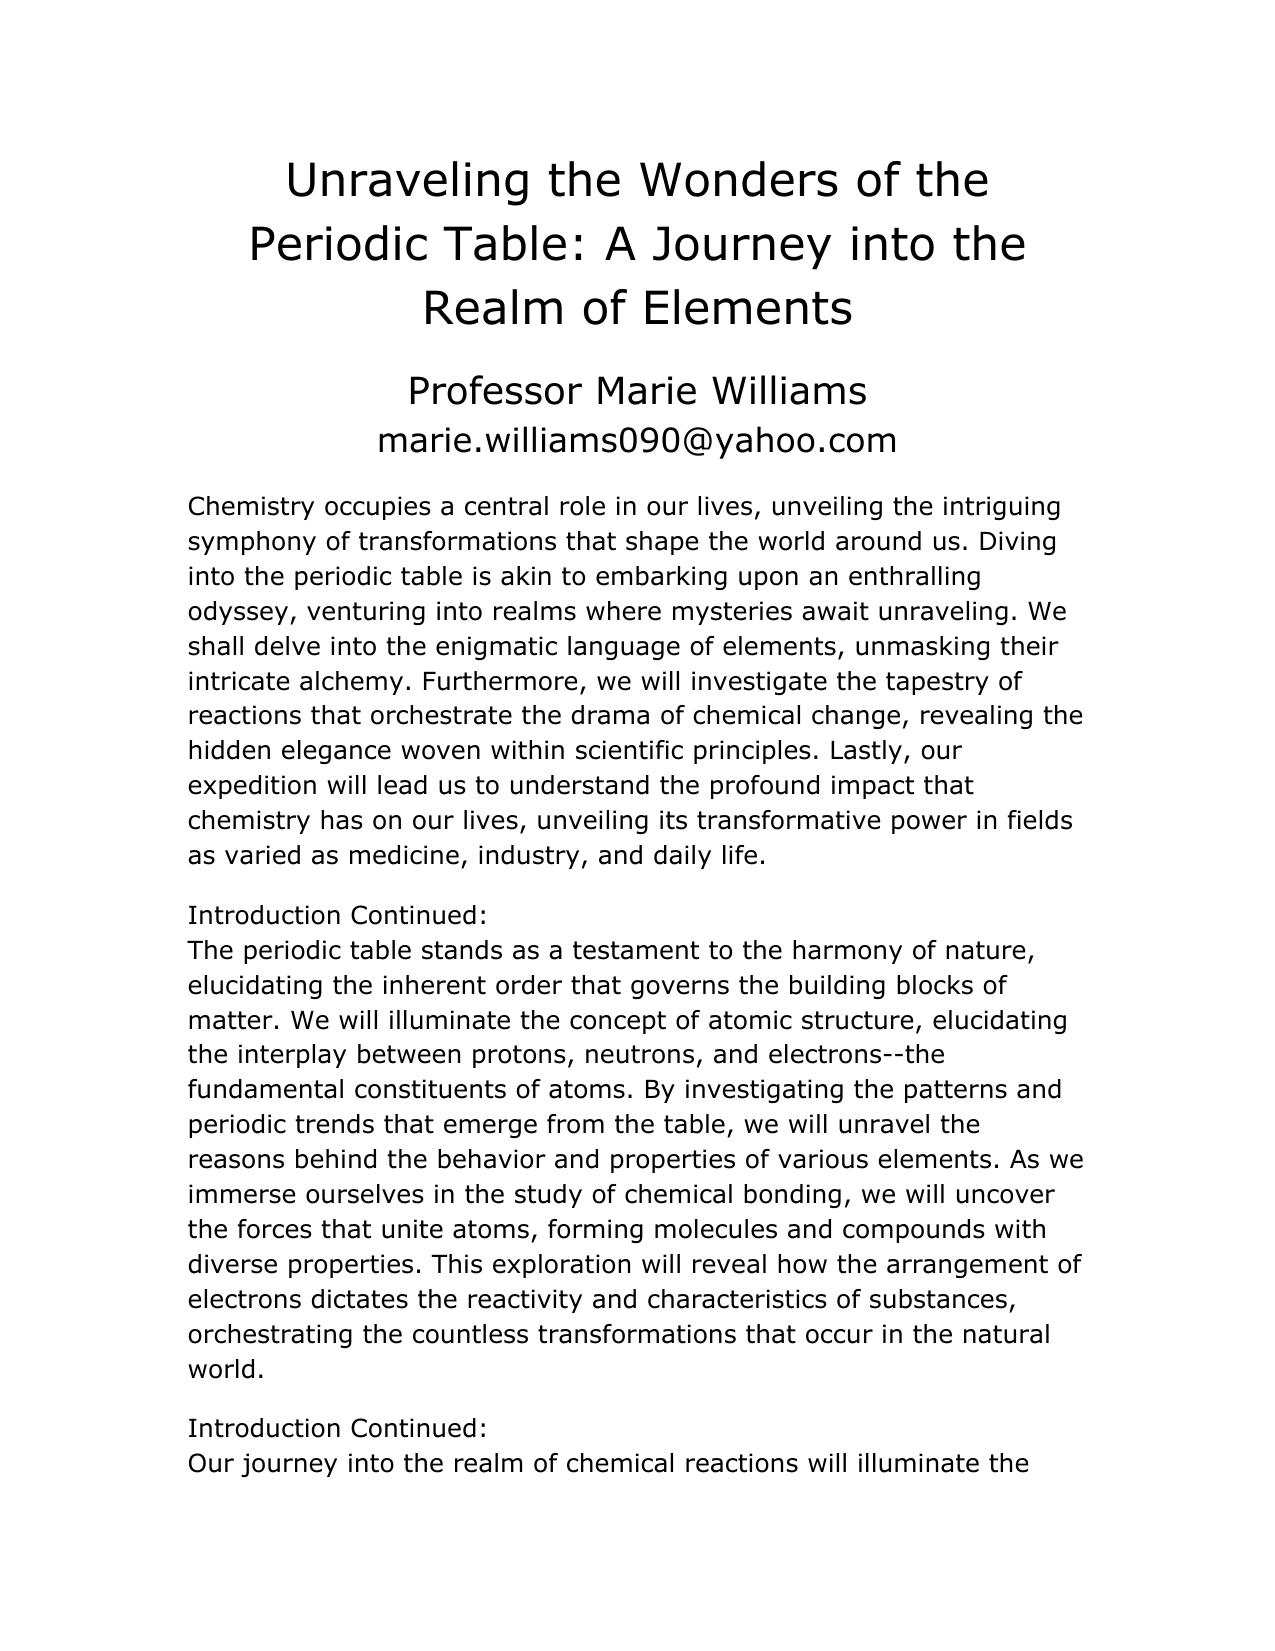 Unraveling the Wonders of the
Periodic Table: A Journey into the
Realm of Elements
Professor Marie Williams
marie.williams090@yahoo.com
Chemistry occupies a central role in our lives, unveiling the intriguing
symphony of transformations that shape the world around us. Diving
into the periodic table is akin to embarking upon an enthralling
odyssey, venturing into realms where mysteries await unraveling. We
shall delve into the enigmatic language of elements, unmasking their
intricate alchemy. Furthermore, we will investigate the tapestry of
reactions that orchestrate the drama of chemical change, revealing the
hidden elegance woven within scientific principles. Lastly, our
expedition will lead us to understand the profound impact that
chemistry has on our lives, unveiling its transformative power in fields
as varied as medicine, industry, and daily life.
Introduction Continued:
The periodic table stands as a testament to the harmony of nature,
elucidating the inherent order that governs the building blocks of
matter. We will illuminate the concept of atomic structure, elucidating
the interplay between protons, neutrons, and electrons--the
fundamental constituents of atoms. By investigating the patterns and
periodic trends that emerge from the table, we will unravel the
reasons behind the behavior and properties of various elements. As we
immerse ourselves in the study of chemical bonding, we will uncover
the forces that unite atoms, forming molecules and compounds with
diverse properties. This exploration will reveal how the arrangement of
electrons dictates the reactivity and characteristics of substances,
orchestrating the countless transformations that occur in the natural
world.
Introduction Continued:
Our journey into the realm of chemical reactions will illuminate the